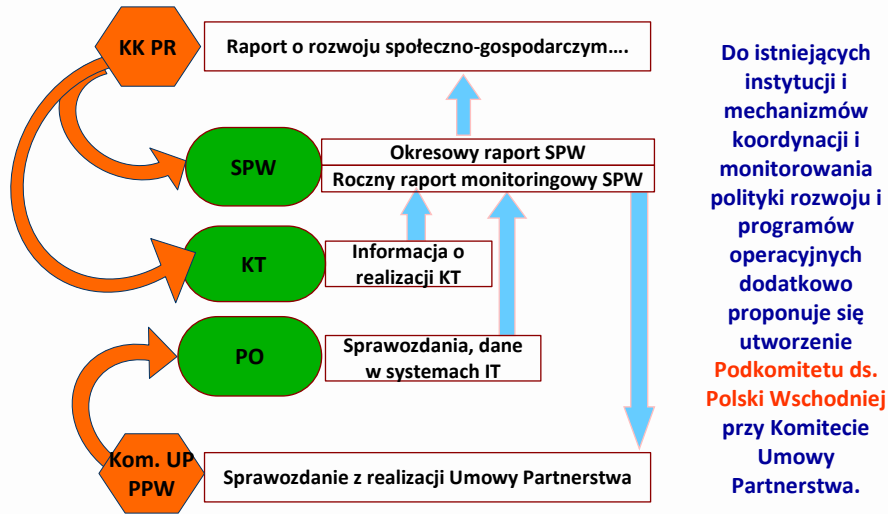 KK PR
Raport o rozwoju społeczno-gospodarczym....
SPW
Okresowy raport SPW
Roczny raport monitoringowy SPW
KT
Informacja o
realizacji KT
PO
Sprawozdania, dane
w systemach IT
Kom. UP
PPW
Sprawozdanie z realizacji Umowy Partnerstwa
Do istniejących
instytucji i
mechanizmów
koordynacji i
monitorowania
polityki rozwoju i
programów
operacyjnych
dodatkowo
proponuje się
utworzenie
Podkomitetu ds.
Polski Wschodniej
przy Komitecie
Umowy
Partnerstwa.